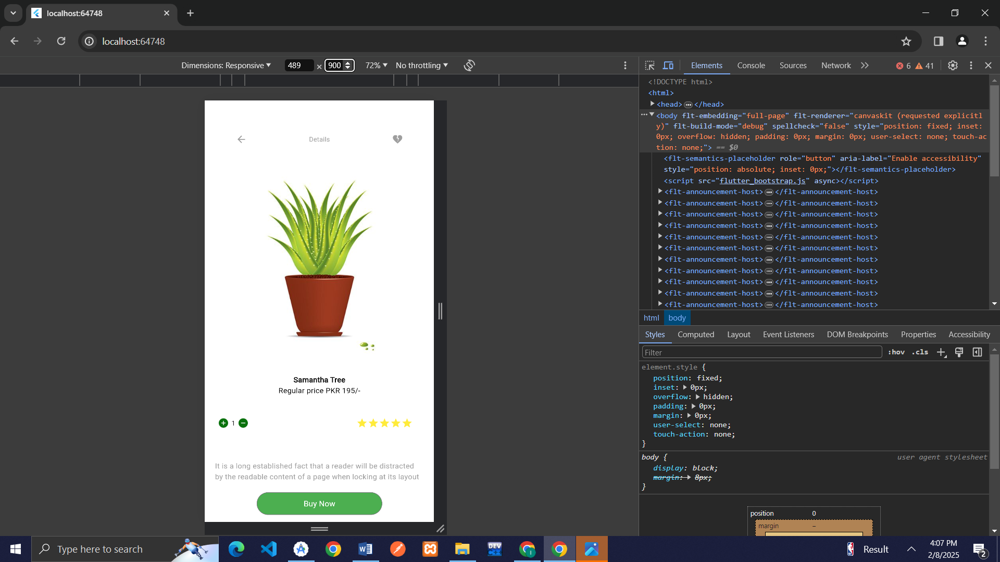 localhost:64748
localhost:64748
Dimensions: Responsive 489 × 900 72% No throttling
Elements Console Sources Network 6 41
<!DOCTYPE html>
<html>
<head> </head>
<body flt-embedding="full-page" flt-renderer="canvaskit (requested explicitl
y)" flt-build-mode="debug" spellcheck="false" style="position: fixed; inset:
0px; overflow: hidden; padding: 0px; margin: 0px; user-select: none; touch-ac
tion: none;"> == $0
<flt-semantics-placeholder role="button" aria-label="Enable accessibility"
style="position: absolute; inset: 0px;"></flt-semantics-placeholder>
<script src="flutter_bootstrap.js" async></script>
<flt-announcement-host> </flt-announcement-host>
<flt-announcement-host> </flt-announcement-host>
<flt-announcement-host> </flt-announcement-host>
<flt-announcement-host> </flt-announcement-host>
<flt-announcement-host> </flt-announcement-host>
<flt-announcement-host> </flt-announcement-host>
<flt-announcement-host> </flt-announcement-host>
<flt-announcement-host> </flt-announcement-host>
<flt-announcement-host> </flt-announcement-host>
<flt-announcement-host> </flt-announcement-host>
<flt-announcement-host> </flt-announcement-host>
html body
Styles Computed Layout Event Listeners DOM Breakpoints Properties Accessibility
Filter :hov .cls
element.style {
position: fixed;
inset: 0px;
overflow: hidden;
padding: 0px;
margin: 0px;
user-select: none;
touch-action: none;
}
body { user agent stylesheet
display: block;
margin: 8px;
}
position 0
margin –
Details
Samantha Tree
Regular price PKR 195/-
1
It is a long established fact that a reader will be distracted
by the readable content of a page when locking at its layout
Buy Now
Type here to search
W
DEV
C++
I
Result
4:07 PM
2/8/2025
2